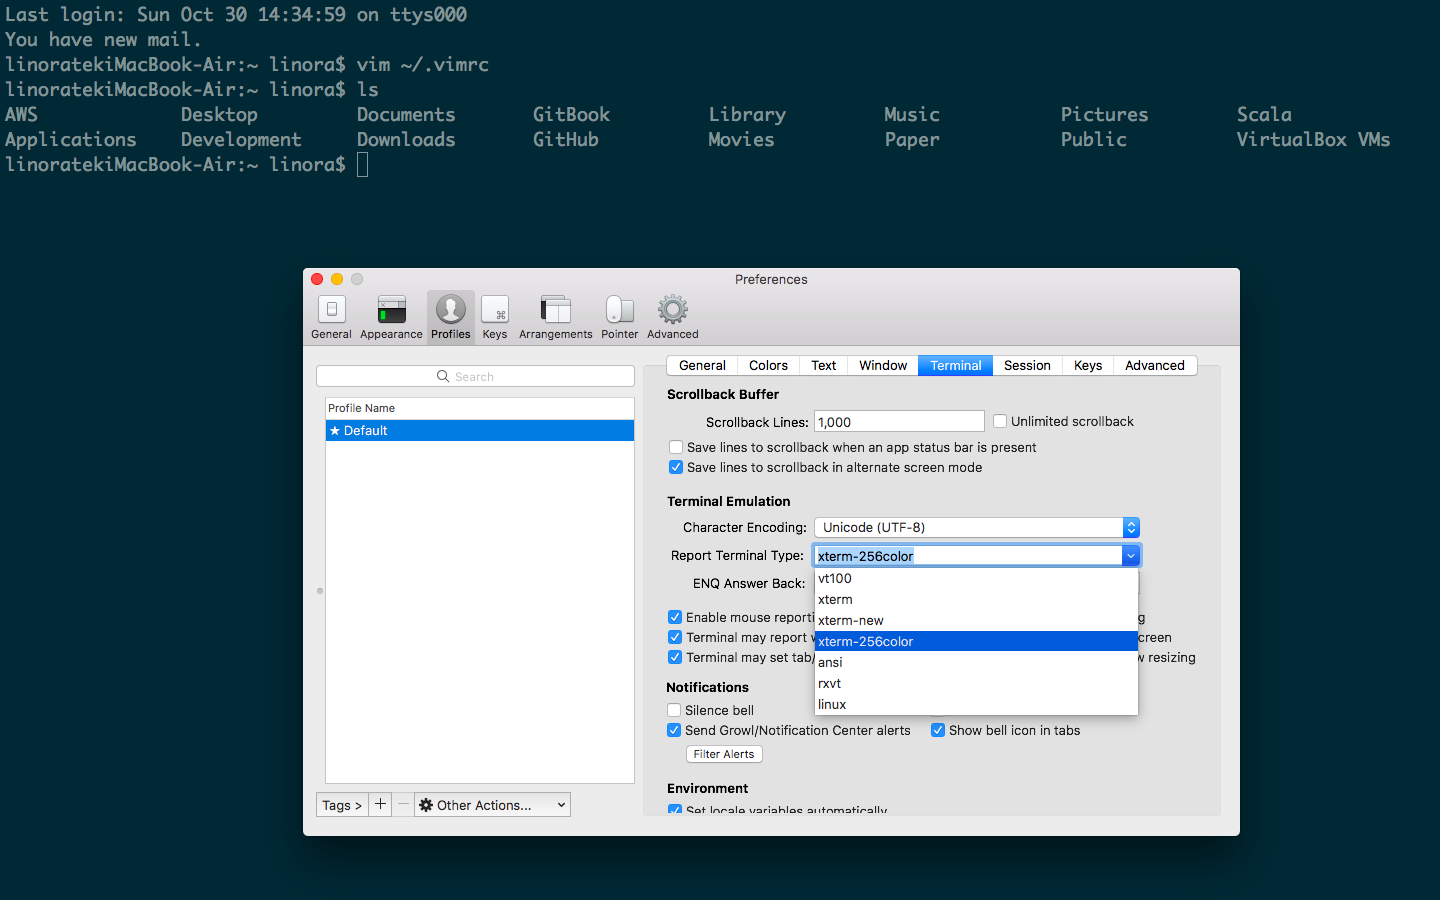 Last login: Sun Oct 30 14:34:59 on ttys000
You have new mail.
linoratekiMacBook-Air:~ linora$ vim ~/.vimrc
linoratekiMacBook-Air:~ linora$ ls
AWS Desktop Documents GitBook Library Music Pictures Scala
Applications Development Downloads GitHub Movies Paper Public VirtualBox VMs
linoratekiMacBook-Air:~ linora$
Preferences
General Appearance Profiles Keys Arrangements Pointer Advanced
Search
Profile Name
★ Default
Tags > + — Other Actions...
General Colors Text Window Terminal Session Keys Advanced
Scrollback Buffer
Scrollback Lines: 1,000 Unlimited scrollback
Save lines to scrollback when an app status bar is present
Save lines to scrollback in alternate screen mode
Terminal Emulation
Character Encoding: Unicode (UTF-8)
Report Terminal Type: xterm-256color
vt100
xterm
xterm-new
xterm-256color
ansi
rxvt
linux
ENQ Answer Back:
Enable mouse reporti g
Terminal may report creen
Terminal may set tab/ resizing
Notifications
Silence bell
Send Growl/Notification Center alerts Show bell icon in tabs
Filter Alerts
Environment
Set locale variables automatically